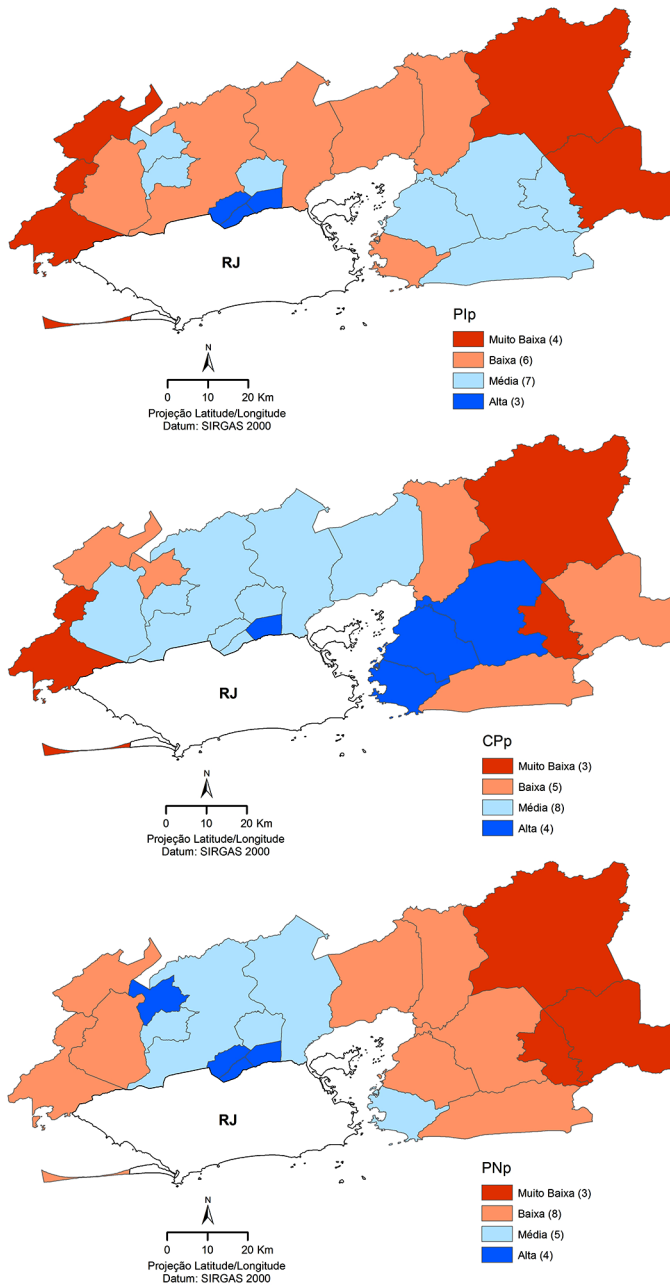 RJ
PIp
Muito Baixa (4)
Baixa (6)
Média (7)
Alta (3)
N
0 10 20 Km
Projeção Latitude/Longitude
Datum: SIRGAS 2000
RJ
CPp
Muito Baixa (3)
Baixa (5)
Média (8)
Alta (4)
N
0 10 20 Km
Projeção Latitude/Longitude
Datum: SIRGAS 2000
RJ
PNp
Muito Baixa (3)
Baixa (8)
Média (5)
Alta (4)
N
0 10 20 Km
Projeção Latitude/Longitude
Datum: SIRGAS 2000